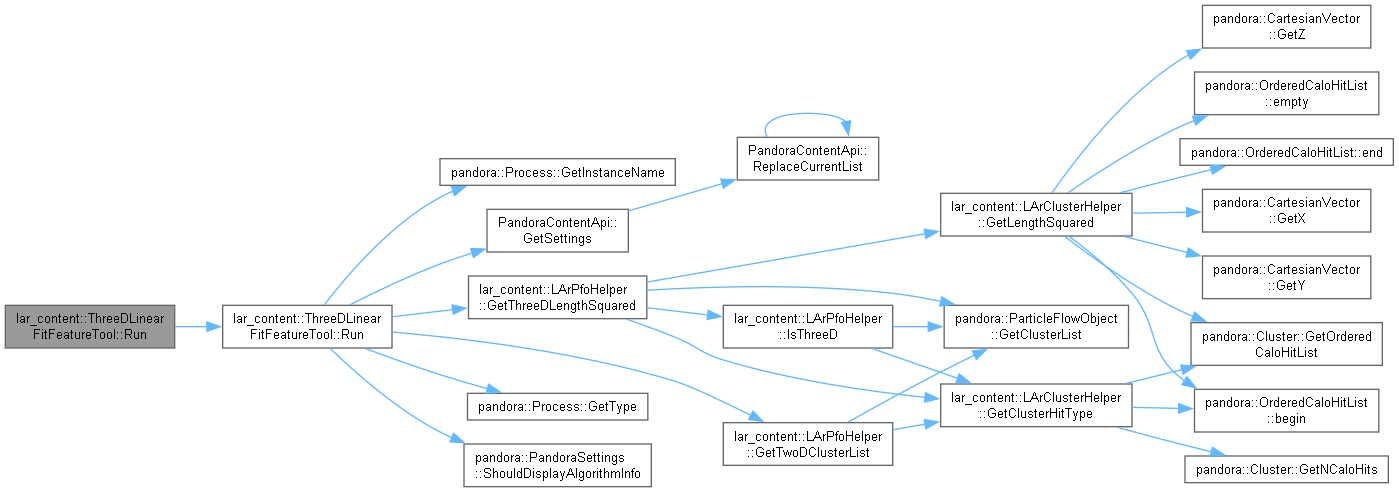 lar_content::ThreeDLinear
FitFeatureTool::Run
lar_content::ThreeDLinear
FitFeatureTool::Run
pandora::Process::GetInstanceName
PandoraContentApi::
GetSettings
lar_content::LArPfoHelper
::GetThreeDLengthSquared
pandora::Process::GetType
pandora::PandoraSettings
::ShouldDisplayAlgorithmInfo
PandoraContentApi::
ReplaceCurrentList
lar_content::LArPfoHelper
::IsThreeD
lar_content::LArPfoHelper
::GetTwoDClusterList
lar_content::LArClusterHelper
::GetLengthSquared
pandora::ParticleFlowObject
::GetClusterList
lar_content::LArClusterHelper
::GetClusterHitType
pandora::CartesianVector
::GetZ
pandora::OrderedCaloHitList
::empty
pandora::OrderedCaloHitList::end
pandora::CartesianVector
::GetX
pandora::CartesianVector
::GetY
pandora::Cluster::GetOrdered
CaloHitList
pandora::OrderedCaloHitList
::begin
pandora::Cluster::GetNCaloHits